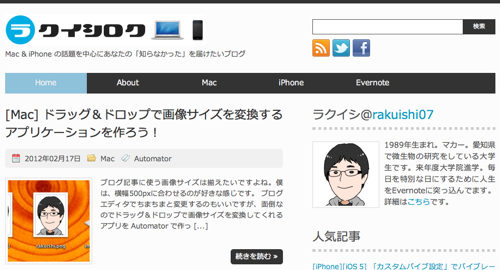 ラクイシロク
Mac & iPhone の話題を中心にあなたの「知らなかった」を届けたいブログ
検索
Home About Mac iPhone Evernote
[Mac] ドラッグ＆ドロップで画像サイズを変換する
アプリケーションを作ろう！
2012年02月17日 Mac Automator
ブログ記事に使う画像サイズは揃えたいですよね。僕
は、横幅500pxに合わせるのが好きな感じです。 ブログ
エディタでちまちまと変更するのもいいですが、面倒な
のでドラッグ＆ドロップで画像サイズを変換してくれる
アプリを Automator で作っ [...]
続きを読む »
ラクイシ@rakuishi07
1989年生まれ。マカー。愛知県
で微生物の研究をしている大学
生です。来年度大学院進学。毎
日を特別な日にするために人生
をEvernoteに突っ込んでます。
詳細はこちらです。
人気記事
[iPhone][iOS 5] 「カスタムバイブ設定」でバイブレー